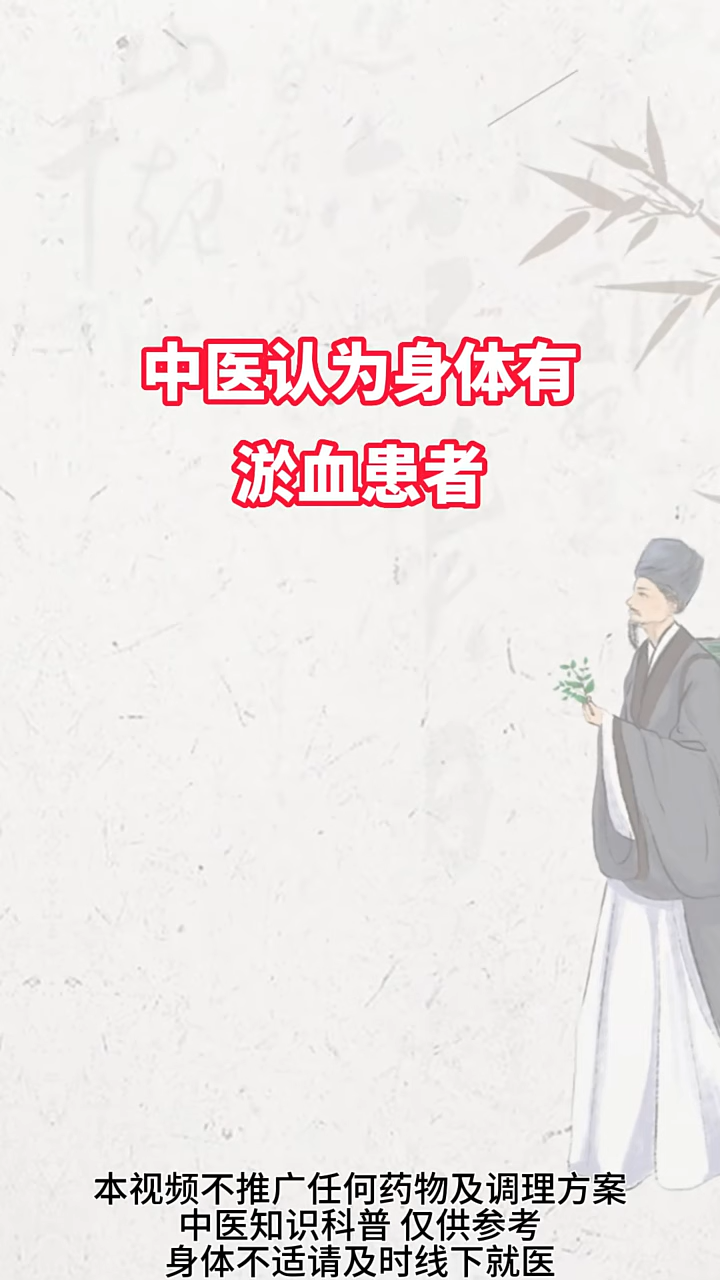 中医认为身体有
淤血患者
本视频不推广任何药物及调理方案
中医知识科普 仅供参考
身体不适请及时线下就医